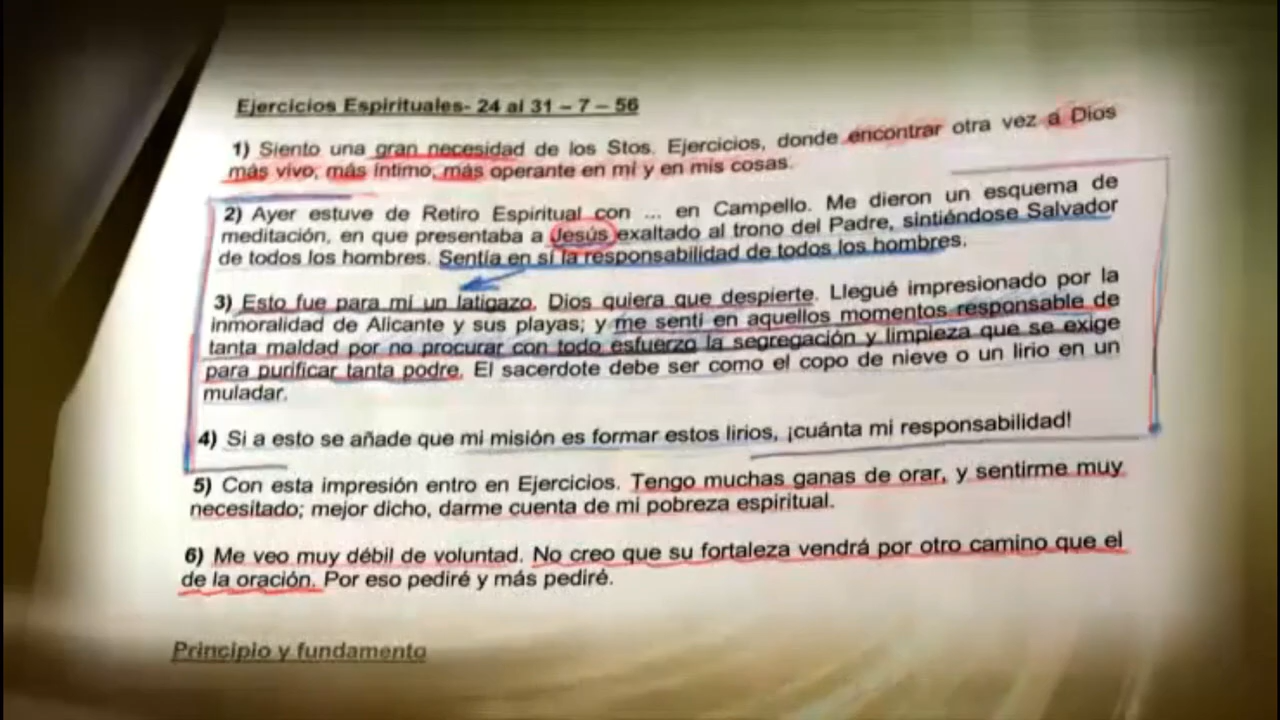 Ejercicios Espirituales- 24 al 31 – 7 – 56
1) Siento una gran necesidad de los Stos. Ejercicios, donde encontrar otra vez a Dios
más vivo, más íntimo, más operante en mí y en mis cosas.
2) Ayer estuve de Retiro Espiritual con ... en Campello. Me dieron un esquema de
meditación, en que presentaba a Jesús exaltado al trono del Padre, sintiéndose Salvador
de todos los hombres. Sentía en sí la responsabilidad de todos los hombres.
3) Esto fue para mí un latigazo. Dios quiera que despierte. Llegué impresionado por la
inmoralidad de Alicante y sus playas; y me sentí en aquellos momentos responsable de
tanta maldad por no procurar con todo esfuerzo la segregación y limpieza que se exige
para purificar tanta podre. El sacerdote debe ser como el copo de nieve o un lirio en un
muladar.
4) Si a esto se añade que mi misión es formar estos lirios, ¡cuánta mi responsabilidad!
5) Con esta impresión entro en Ejercicios. Tengo muchas ganas de orar, y sentirme muy
necesitado; mejor dicho, darme cuenta de mi pobreza espiritual.
6) Me veo muy débil de voluntad. No creo que su fortaleza vendrá por otro camino que el
de la oración. Por eso pediré y más pediré.
Principio y fundamento